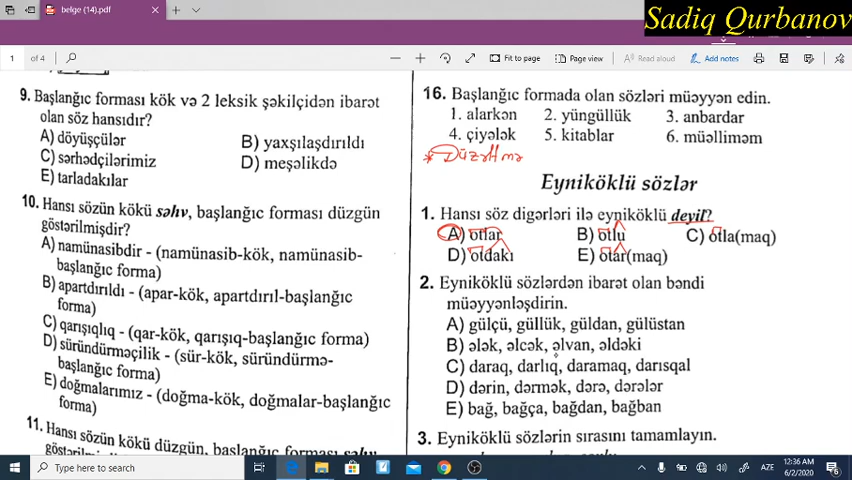 belge (14).pdf
Sadiq Qurbanov
1 of 4
Fit to page
Page view
Read aloud
Add notes
9. Başlanğıc forması kök və 2 leksik şəkilçidən ibarət
olan söz hansıdır?
A) döyüşçülər
B) yaxşılaşdırıldı
C) sərhədçilərimiz
D) meşəlikdə
E) tarladakılar
10. Hansı sözün kökü səhv, başlanğıc forması düzgün
göstərilmişdir?
A) namünasibdir - (namünasib-kök, namünasib-
başlanğıc forma)
B) apartdırıldı - (apar-kök, apartdırıl-başlanğıc
forma)
C) qarışıqlıq - (qar-kök, qarışıq-başlanğıc forma)
D) süründürməçilik - (sür-kök, süründürmə-
başlanğıc forma)
E) doğmalarımız - (doğma-kök, doğmalar-başlanğıc
forma)
11. Hansı sözün kökü düzgün, başlanğıc forması səhv
göstərilmişdir?
16. Başlanğıc formada olan sözləri müəyyən edin.
1. alarkən 2. yüngüllük 3. anbardar
4. çiyələk 5. kitablar 6. müəlliməm
* Düzəltmə
Eyniköklü sözlər
1. Hansı söz digərləri ilə eyniköklü deyil?
A) otlar B) otlu C) otla(maq)
D) otdakı E) otar(maq)
2. Eyniköklü sözlərdən ibarət olan bəndi
müəyyənləşdirin.
A) gülçü, güllük, güldan, gülüstan
B) ələk, əlcək, əlvan, əldəki
C) daraq, darlıq, daramaq, darısqal
D) dərin, dərmək, dərə, dərələr
E) bağ, bağça, bağdan, bağban
3. Eyniköklü sözlərin sırasını tamamlayın.
Type here to search
AZE
12:36 AM
6/2/2020